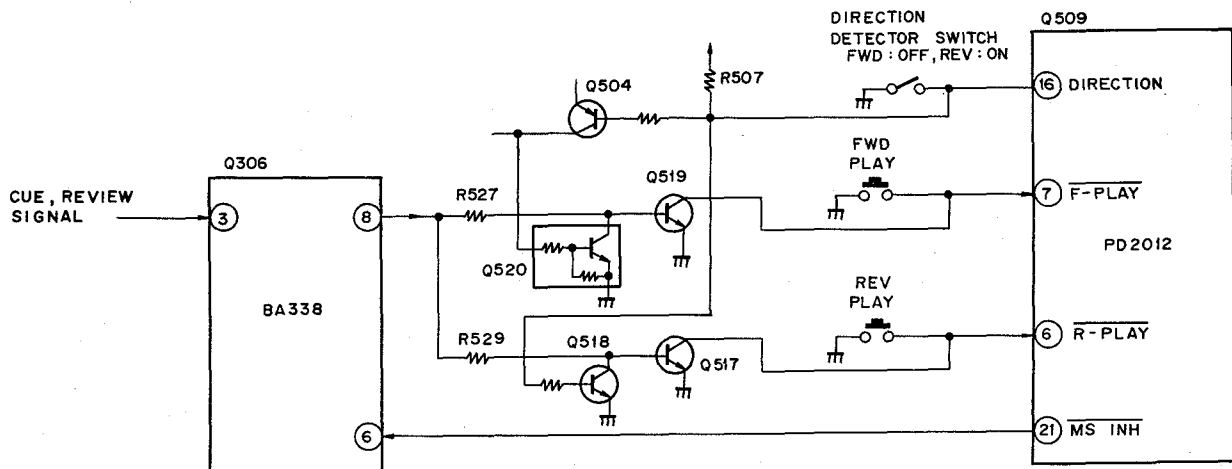 DIRECTION
DETECTOR SWITCH
FWD : OFF, REV : ON
Q509
Q504
R507
16 DIRECTION
FWD
PLAY
Q306
CUE, REVIEW
SIGNAL
3
8
R527
Q519
7 F-PLAY
Q520
PD2012
BA338
REV
PLAY
R529
Q518
Q517
6 R-PLAY
6
21 MS INH